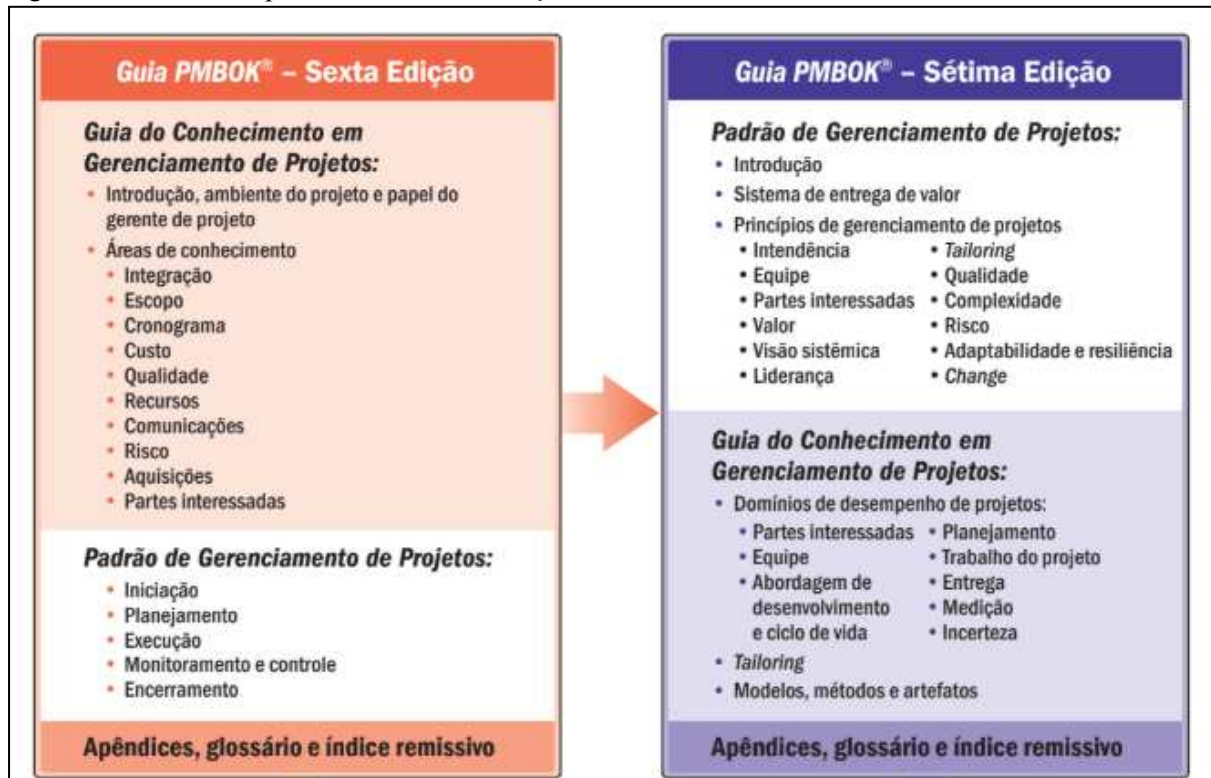 Guia PMBOK® – Sexta Edição
Guia do Conhecimento em
Gerenciamento de Projetos:
• Introdução, ambiente do projeto e papel do
gerente de projeto
• Áreas de conhecimento
• Integração
• Escopo
• Cronograma
• Custo
• Qualidade
• Recursos
• Comunicações
• Risco
• Aquisições
• Partes interessadas
Padrão de Gerenciamento de Projetos:
• Iniciação
• Planejamento
• Execução
• Monitoramento e controle
• Encerramento
Apêndices, glossário e índice remissivo
Guia PMBOK® – Sétima Edição
Padrão de Gerenciamento de Projetos:
• Introdução
• Sistema de entrega de valor
• Princípios de gerenciamento de projetos
• Intendência
• Equipe
• Partes interessadas
• Valor
• Visão sistêmica
• Liderança
• Tailoring
• Qualidade
• Complexidade
• Risco
• Adaptabilidade e resiliência
• Change
Guia do Conhecimento em
Gerenciamento de Projetos:
• Domínios de desempenho de projetos:
• Partes interessadas
• Equipe
• Abordagem de
desenvolvimento
e ciclo de vida
• Planejamento
• Trabalho do projeto
• Entrega
• Medição
• Incerteza
• Tailoring
• Modelos, métodos e artefatos
Apêndices, glossário e índice remissivo